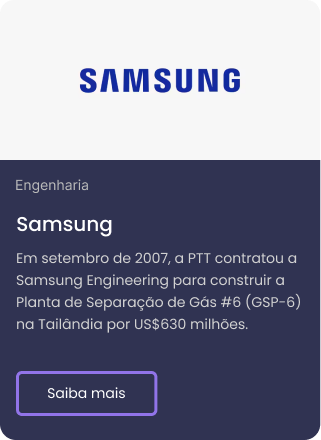 SAMSUNG
Engenharia
Samsung
Em setembro de 2007, a PTT contratou a
Samsung Engineering para construir a
Planta de Separação de Gás #6 (GSP-6)
na Tailândia por US$630 milhões.
Saiba mais